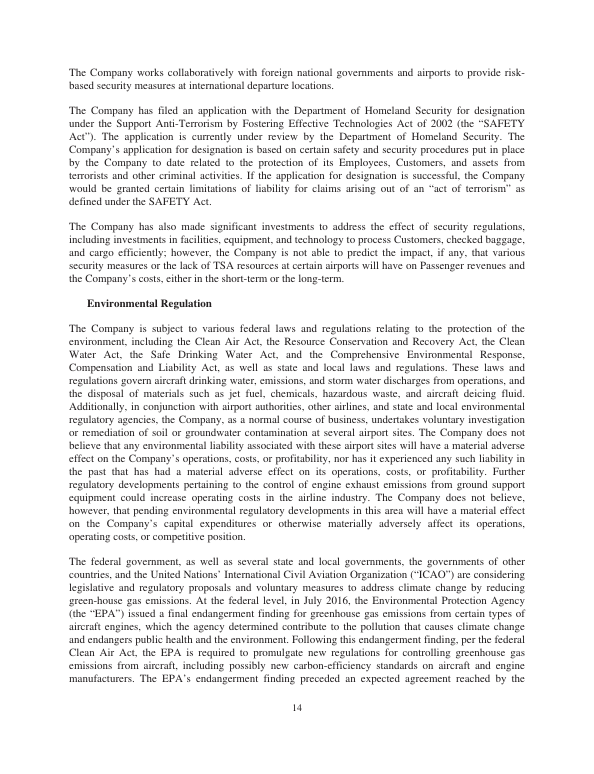 The Company works collaboratively with foreign national governments and airports to provide risk-
based security measures at international departure locations.
The Company has filed an application with the Department of Homeland Security for designation
under the Support Anti-Terrorism by Fostering Effective Technologies Act of 2002 (the “SAFETY
Act”). The application is currently under review by the Department of Homeland Security. The
Company’s application for designation is based on certain safety and security procedures put in place
by the Company to date related to the protection of its Employees, Customers, and assets from
terrorists and other criminal activities. If the application for designation is successful, the Company
would be granted certain limitations of liability for claims arising out of an “act of terrorism” as
defined under the SAFETY Act.
The Company has also made significant investments to address the effect of security regulations,
including investments in facilities, equipment, and technology to process Customers, checked baggage,
and cargo efficiently; however, the Company is not able to predict the impact, if any, that various
security measures or the lack of TSA resources at certain airports will have on Passenger revenues and
the Company’s costs, either in the short-term or the long-term.
Environmental Regulation
The Company is subject to various federal laws and regulations relating to the protection of the
environment, including the Clean Air Act, the Resource Conservation and Recovery Act, the Clean
Water Act, the Safe Drinking Water Act, and the Comprehensive Environmental Response,
Compensation and Liability Act, as well as state and local laws and regulations. These laws and
regulations govern aircraft drinking water, emissions, and storm water discharges from operations, and
the disposal of materials such as jet fuel, chemicals, hazardous waste, and aircraft deicing fluid.
Additionally, in conjunction with airport authorities, other airlines, and state and local environmental
regulatory agencies, the Company, as a normal course of business, undertakes voluntary investigation
or remediation of soil or groundwater contamination at several airport sites. The Company does not
believe that any environmental liability associated with these airport sites will have a material adverse
effect on the Company’s operations, costs, or profitability, nor has it experienced any such liability in
the past that has had a material adverse effect on its operations, costs, or profitability. Further
regulatory developments pertaining to the control of engine exhaust emissions from ground support
equipment could increase operating costs in the airline industry. The Company does not believe,
however, that pending environmental regulatory developments in this area will have a material effect
on the Company’s capital expenditures or otherwise materially adversely affect its operations,
operating costs, or competitive position.
The federal government, as well as several state and local governments, the governments of other
countries, and the United Nations’ International Civil Aviation Organization (“ICAO”) are considering
legislative and regulatory proposals and voluntary measures to address climate change by reducing
green-house gas emissions. At the federal level, in July 2016, the Environmental Protection Agency
(the “EPA”) issued a final endangerment finding for greenhouse gas emissions from certain types of
aircraft engines, which the agency determined contribute to the pollution that causes climate change
and endangers public health and the environment. Following this endangerment finding, per the federal
Clean Air Act, the EPA is required to promulgate new regulations for controlling greenhouse gas
emissions from aircraft, including possibly new carbon-efficiency standards on aircraft and engine
manufacturers. The EPA’s endangerment finding preceded an expected agreement reached by the
14